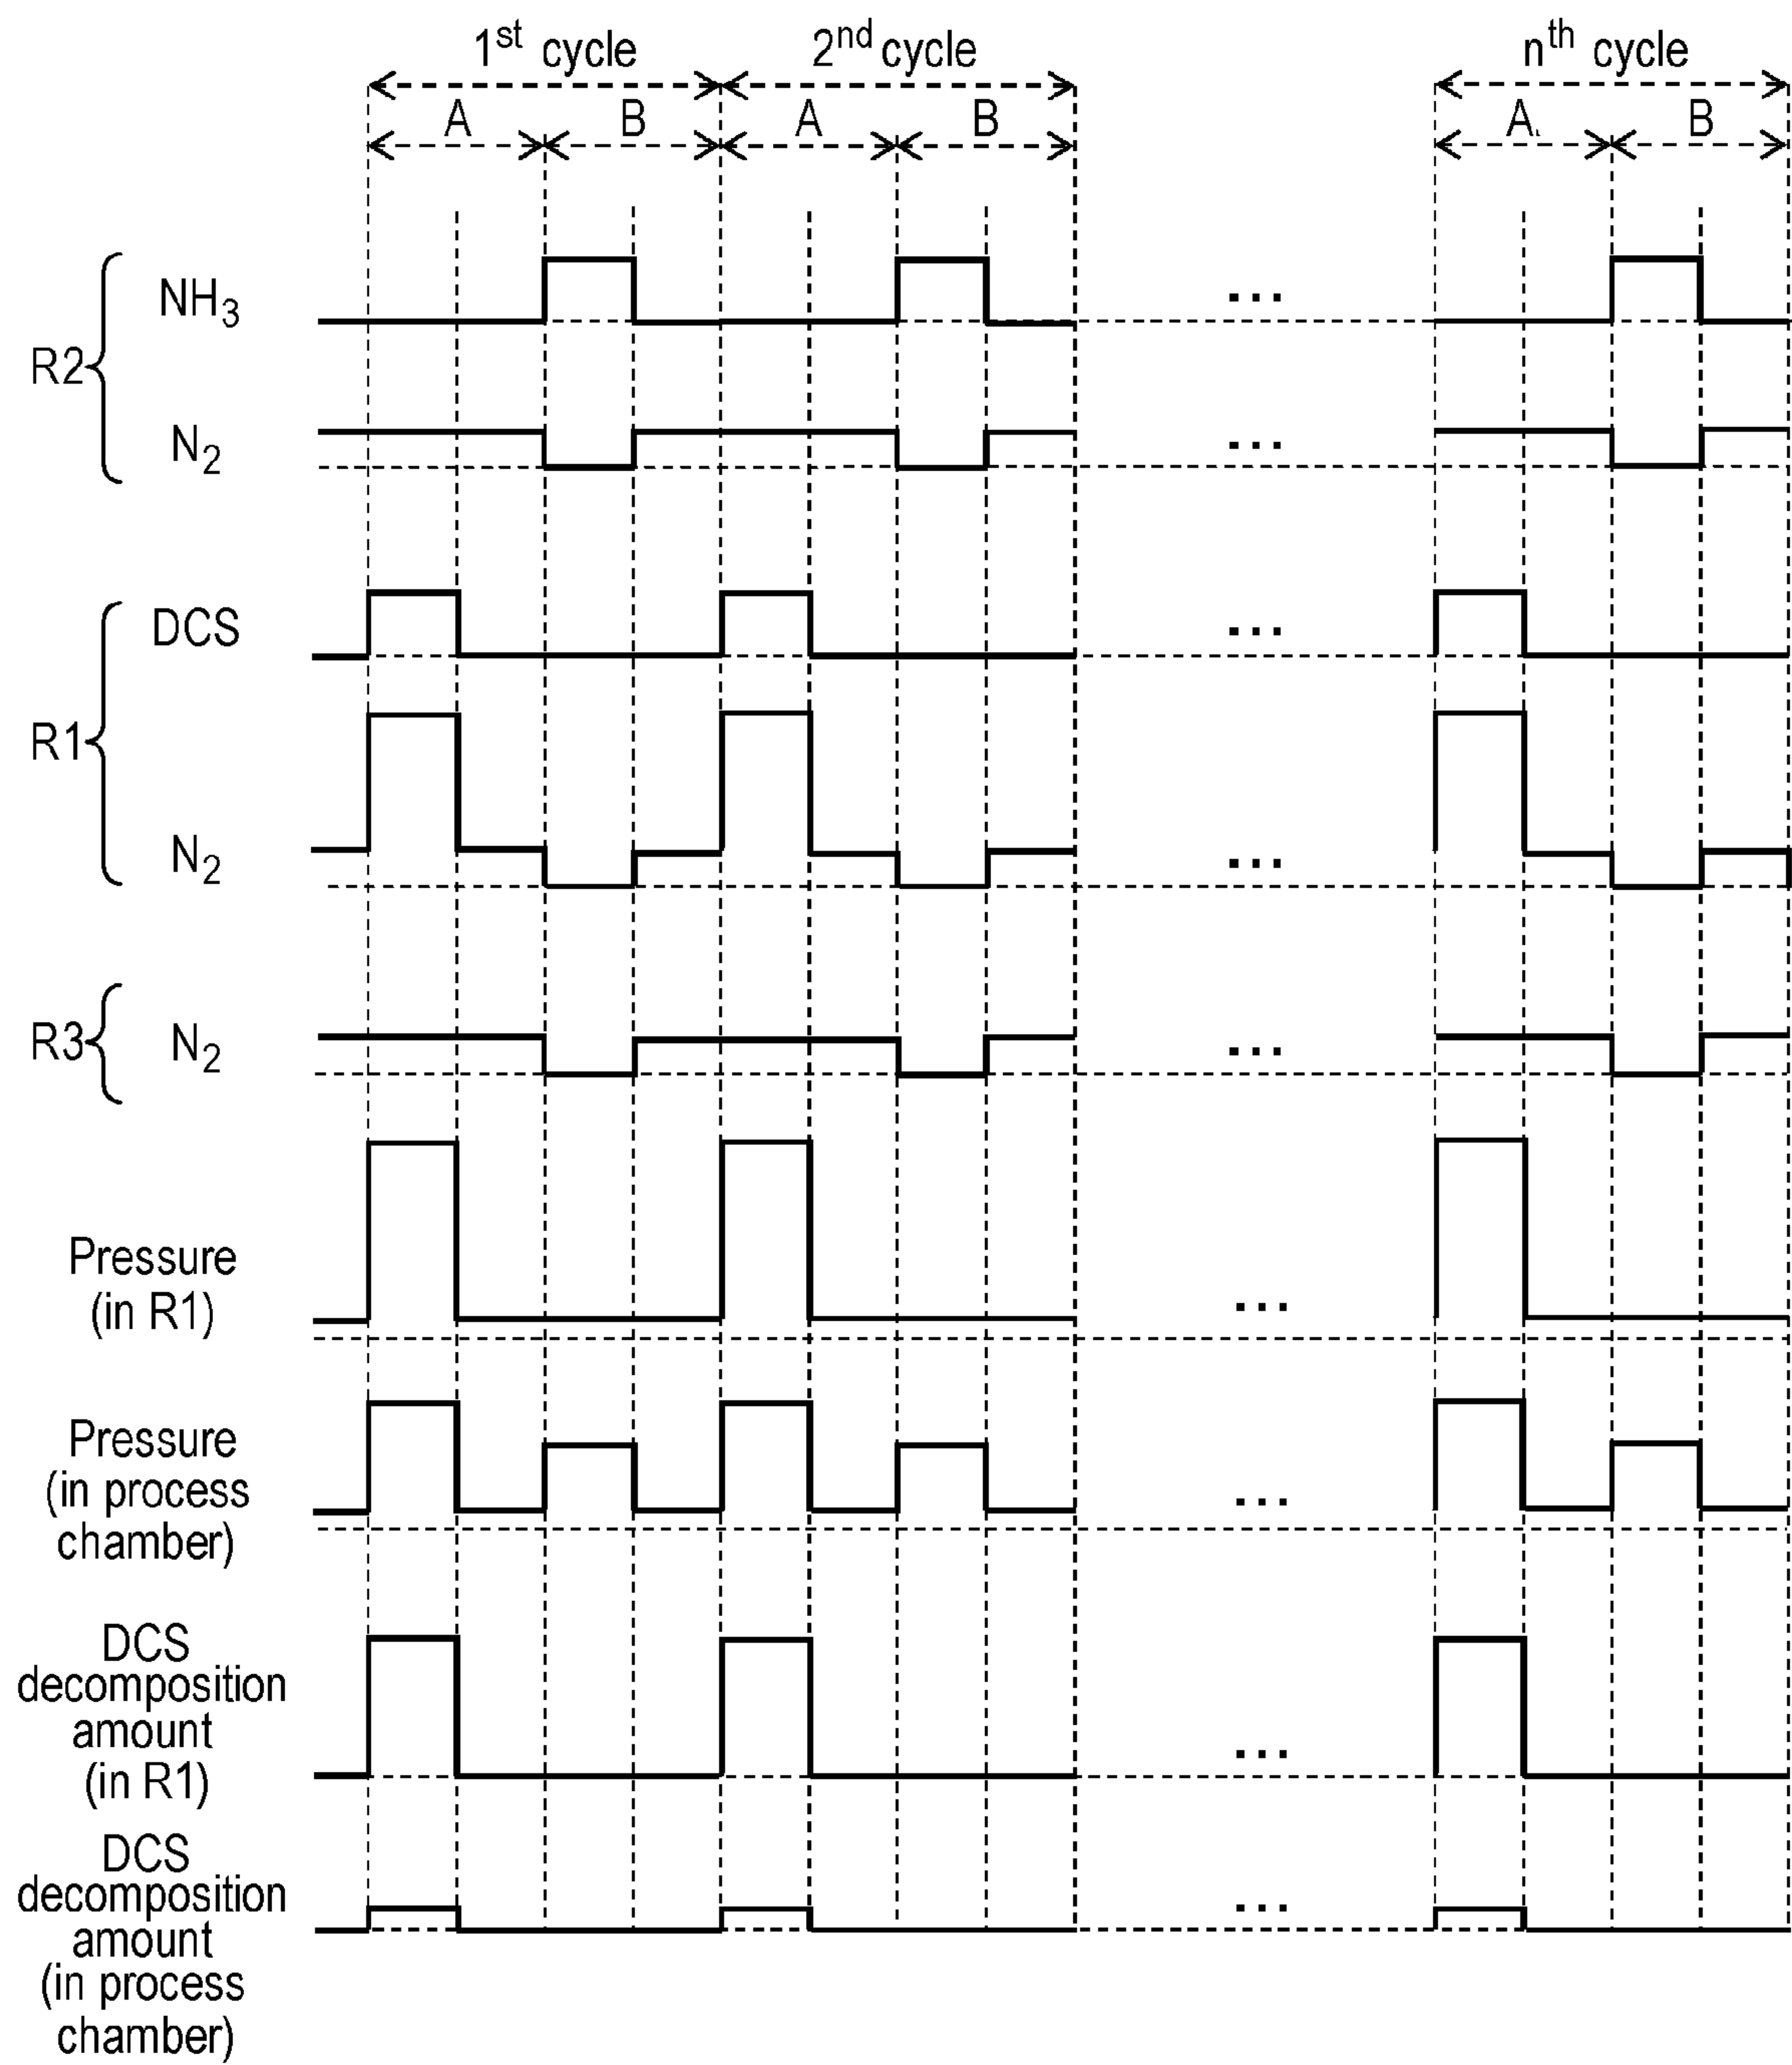 1st cycle 2nd cycle nth cycle
A B A B A. B
NH3
...
R2
N2
...
DCS
...
R1
N2
...
R3 N2
...
Pressure
(in R1)
...
Pressure
(in process
chamber)
...
DCS
decomposition
amount
(in R1)
...
DCS
decomposition
amount
(in process
chamber)
...